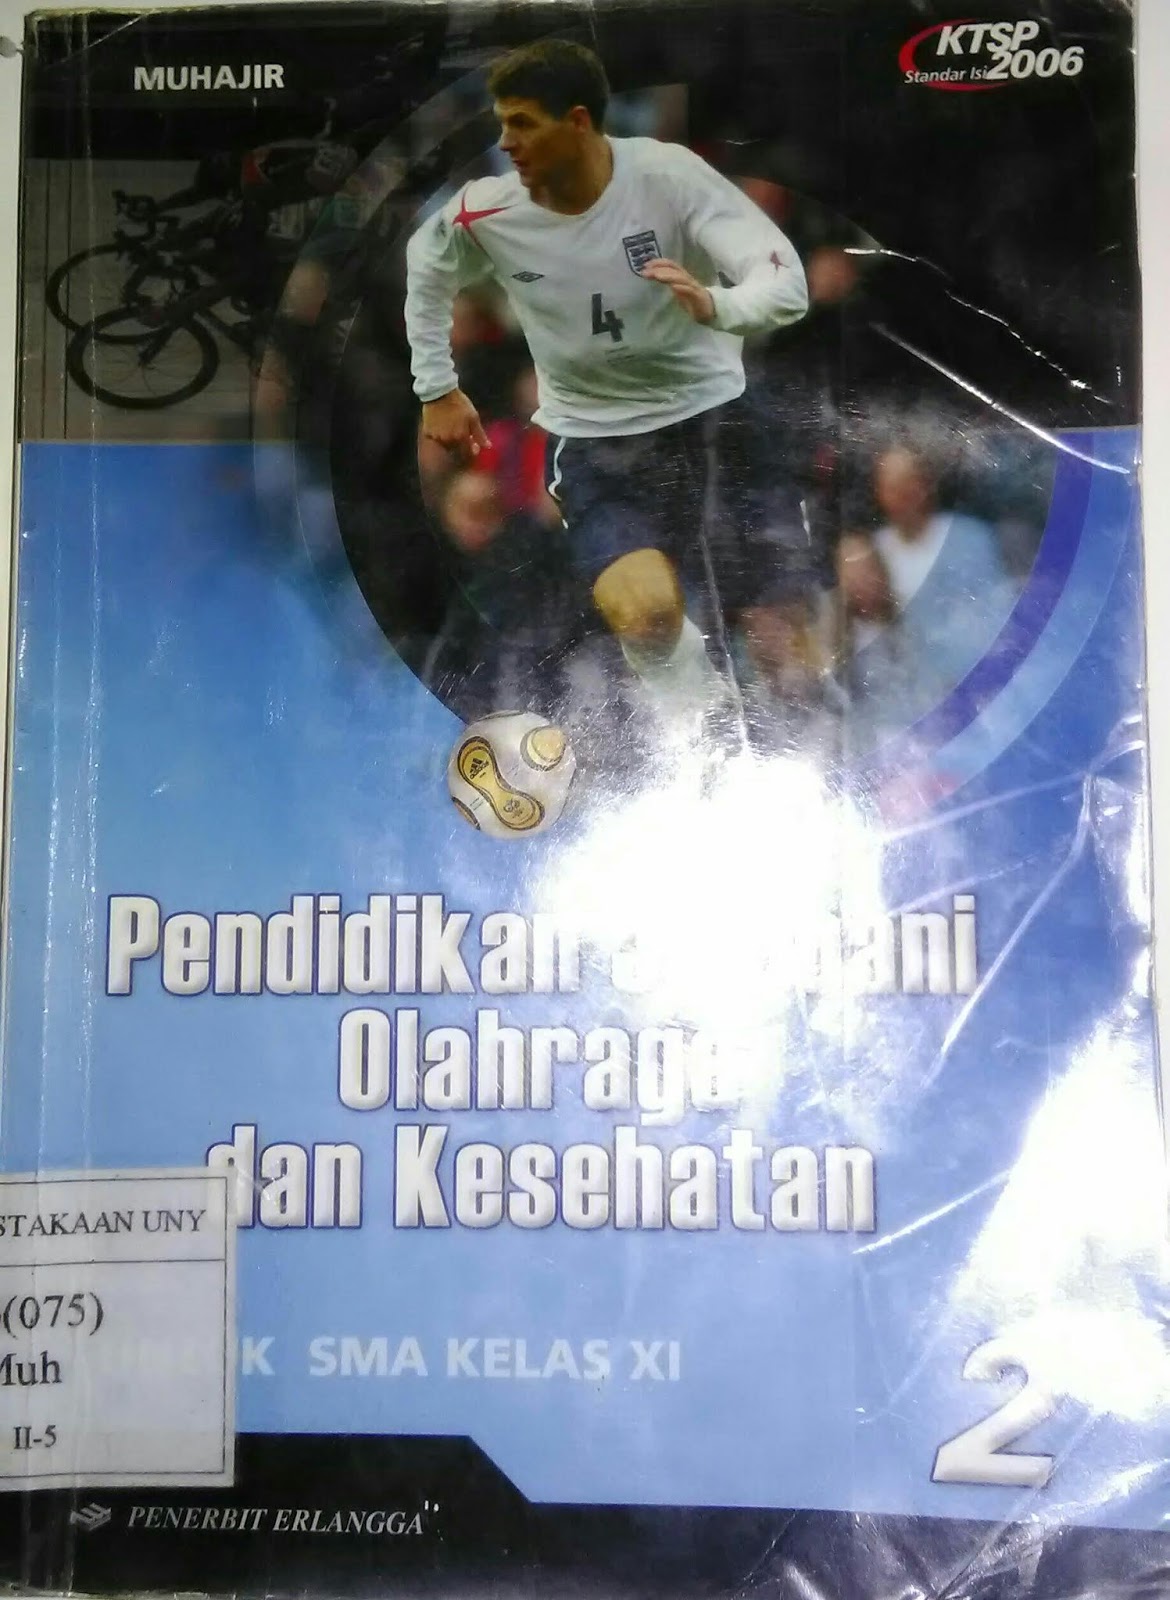 MUHAJIR
KTSP
Standar Isi 2006
4
Pendidikan
Olahraga
dan Kesehatan
STAKAAN UNY
(075)
Muh
II-5
SMA KELAS XI
2
PENERBIT ERLANGGA